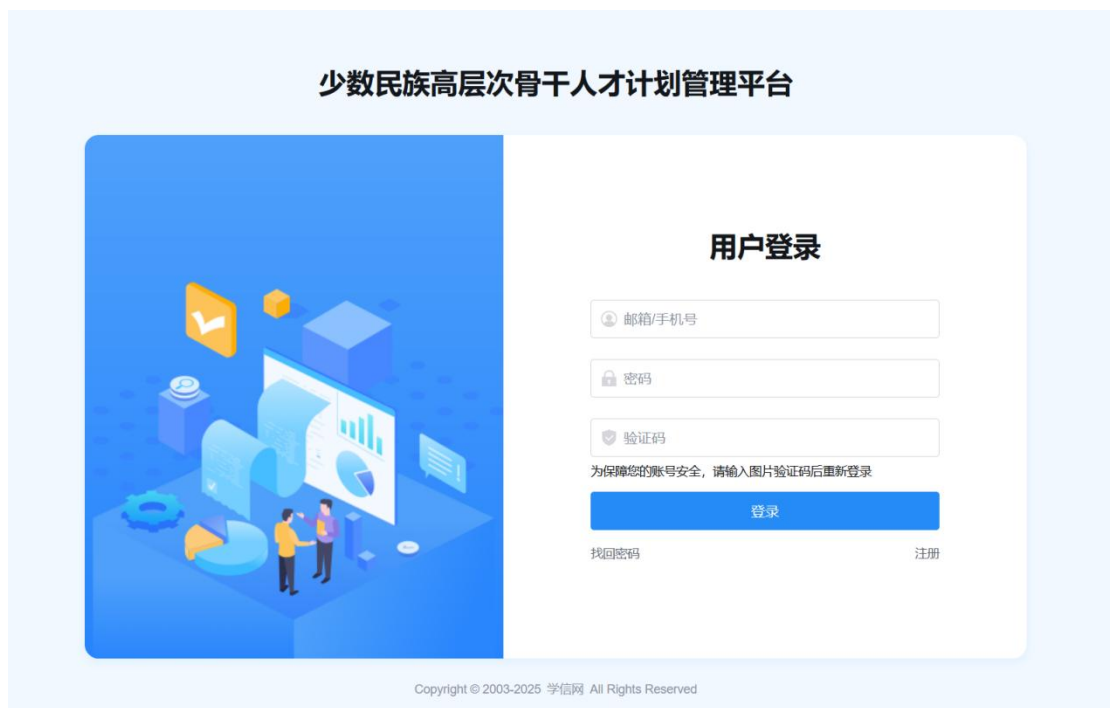 少数民族高层次骨干人才计划管理平台
用户登录
邮箱/手机号
密码
验证码
为保障您的账号安全，请输入图片验证码后重新登录
登录
找回密码 注册
Copyright © 2003-2025 学信网 All Rights Reserved